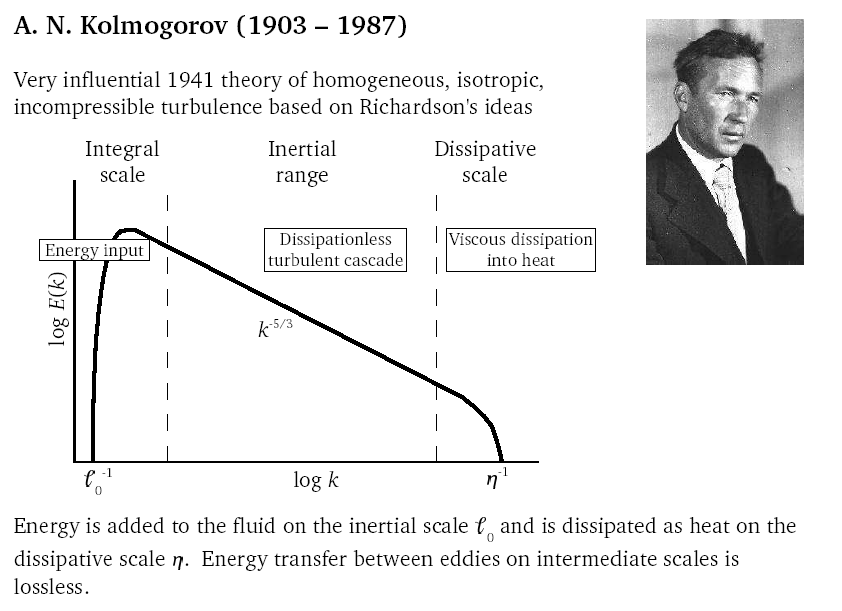 A. N. Kolmogorov (1903 – 1987)
Very influential 1941 theory of homogeneous, isotropic,
incompressible turbulence based on Richardson's ideas
Integral
scale
Inertial
range
Dissipative
scale
Energy input
Dissipationless
turbulent cascade
Viscous dissipation
into heat
log E(k)
k⁻⁵/³
ℓ₀⁻¹
log k
η⁻¹
Energy is added to the fluid on the inertial scale ℓ₀ and is dissipated as heat on the
dissipative scale η. Energy transfer between eddies on intermediate scales is
lossless.